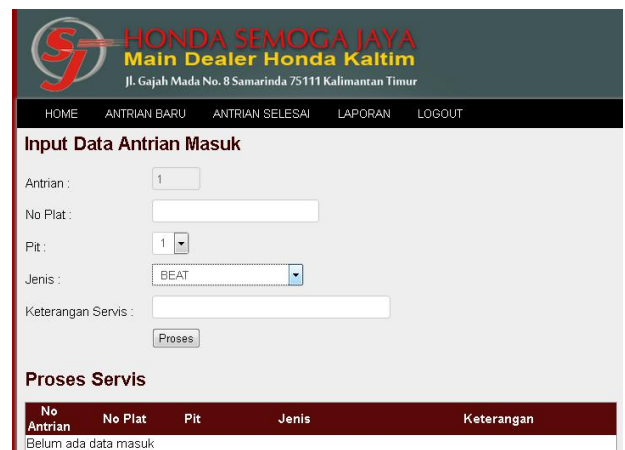 SJ
HONDA SEMOGA JAYA
Main Dealer Honda Kaltim
Jl. Gajah Mada No. 8 Samarinda 75111 Kalimantan Timur
HOME ANTRIAN BARU ANTRIAN SELESAI LAPORAN LOGOUT
Input Data Antrian Masuk
Antrian : 1
No Plat :
Pit : 1
Jenis : BEAT
Keterangan Servis :
Proses
Proses Servis
No Antrian No Plat Pit Jenis Keterangan
Belum ada data masuk